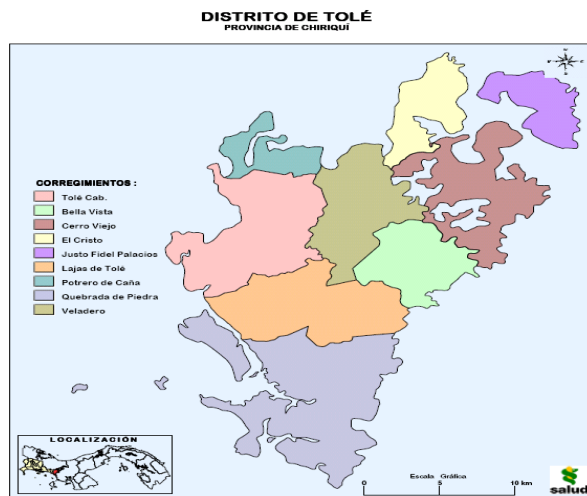 DISTRITO DE TOLÉ
PROVINCIA DE CHIRIQUÍ
CORREGIMIENTOS :
Tolé Cab.
Bella Vista
Cerro Viejo
El Cristo
Justo Fidel Palacios
Lajas de Tolé
Potrero de Caña
Quebrada de Piedra
Veladero
LOCALIZACIÓN
Escala Gráfica
0 5 10 km
salud